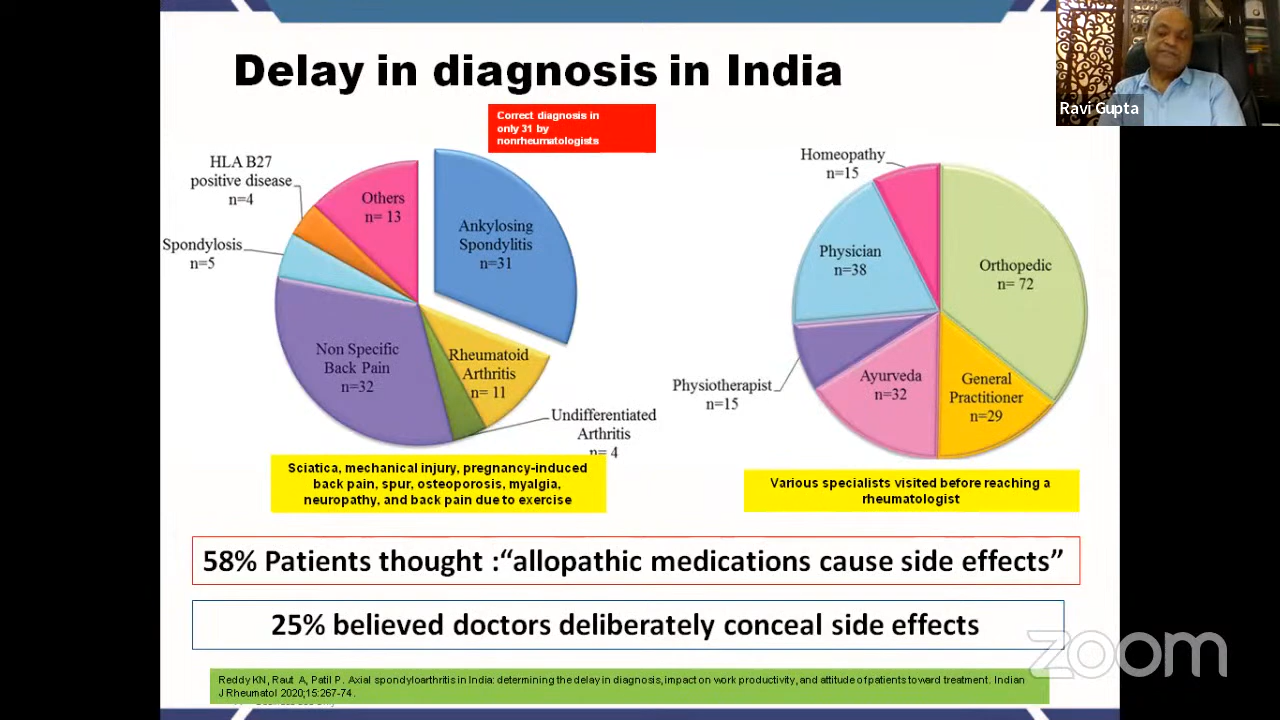 Delay in diagnosis in India
Ravi Gupta
Correct diagnosis in
only 31 by
nonrheumatologists
HLA B27
positive disease
n=4
Others
n= 13
Ankylosing
Spondylitis
n=31
Spondylosis
n=5
Non Specific
Back Pain
n=32
Rheumatoid
Arthritis
n= 11
Undifferentiated
Arthritis
n= 4
Homeopathy
n=15
Physician
n=38
Orthopedic
n= 72
Physiotherapist
n=15
Ayurveda
n=32
General
Practitioner
n=29
Sciatica, mechanical injury, pregnancy-induced
back pain, spur, osteoporosis, myalgia,
neuropathy, and back pain due to exercise
Various specialists visited before reaching a
rheumatologist
58% Patients thought :“allopathic medications cause side effects”
25% believed doctors deliberately conceal side effects
zoom
Reddy KN, Raut A, Patil P. Axial spondyloarthritis in India: determining the delay in diagnosis, impact on work productivity, and attitude of patients toward treatment. Indian
J Rheumatol 2020;15:267-74.